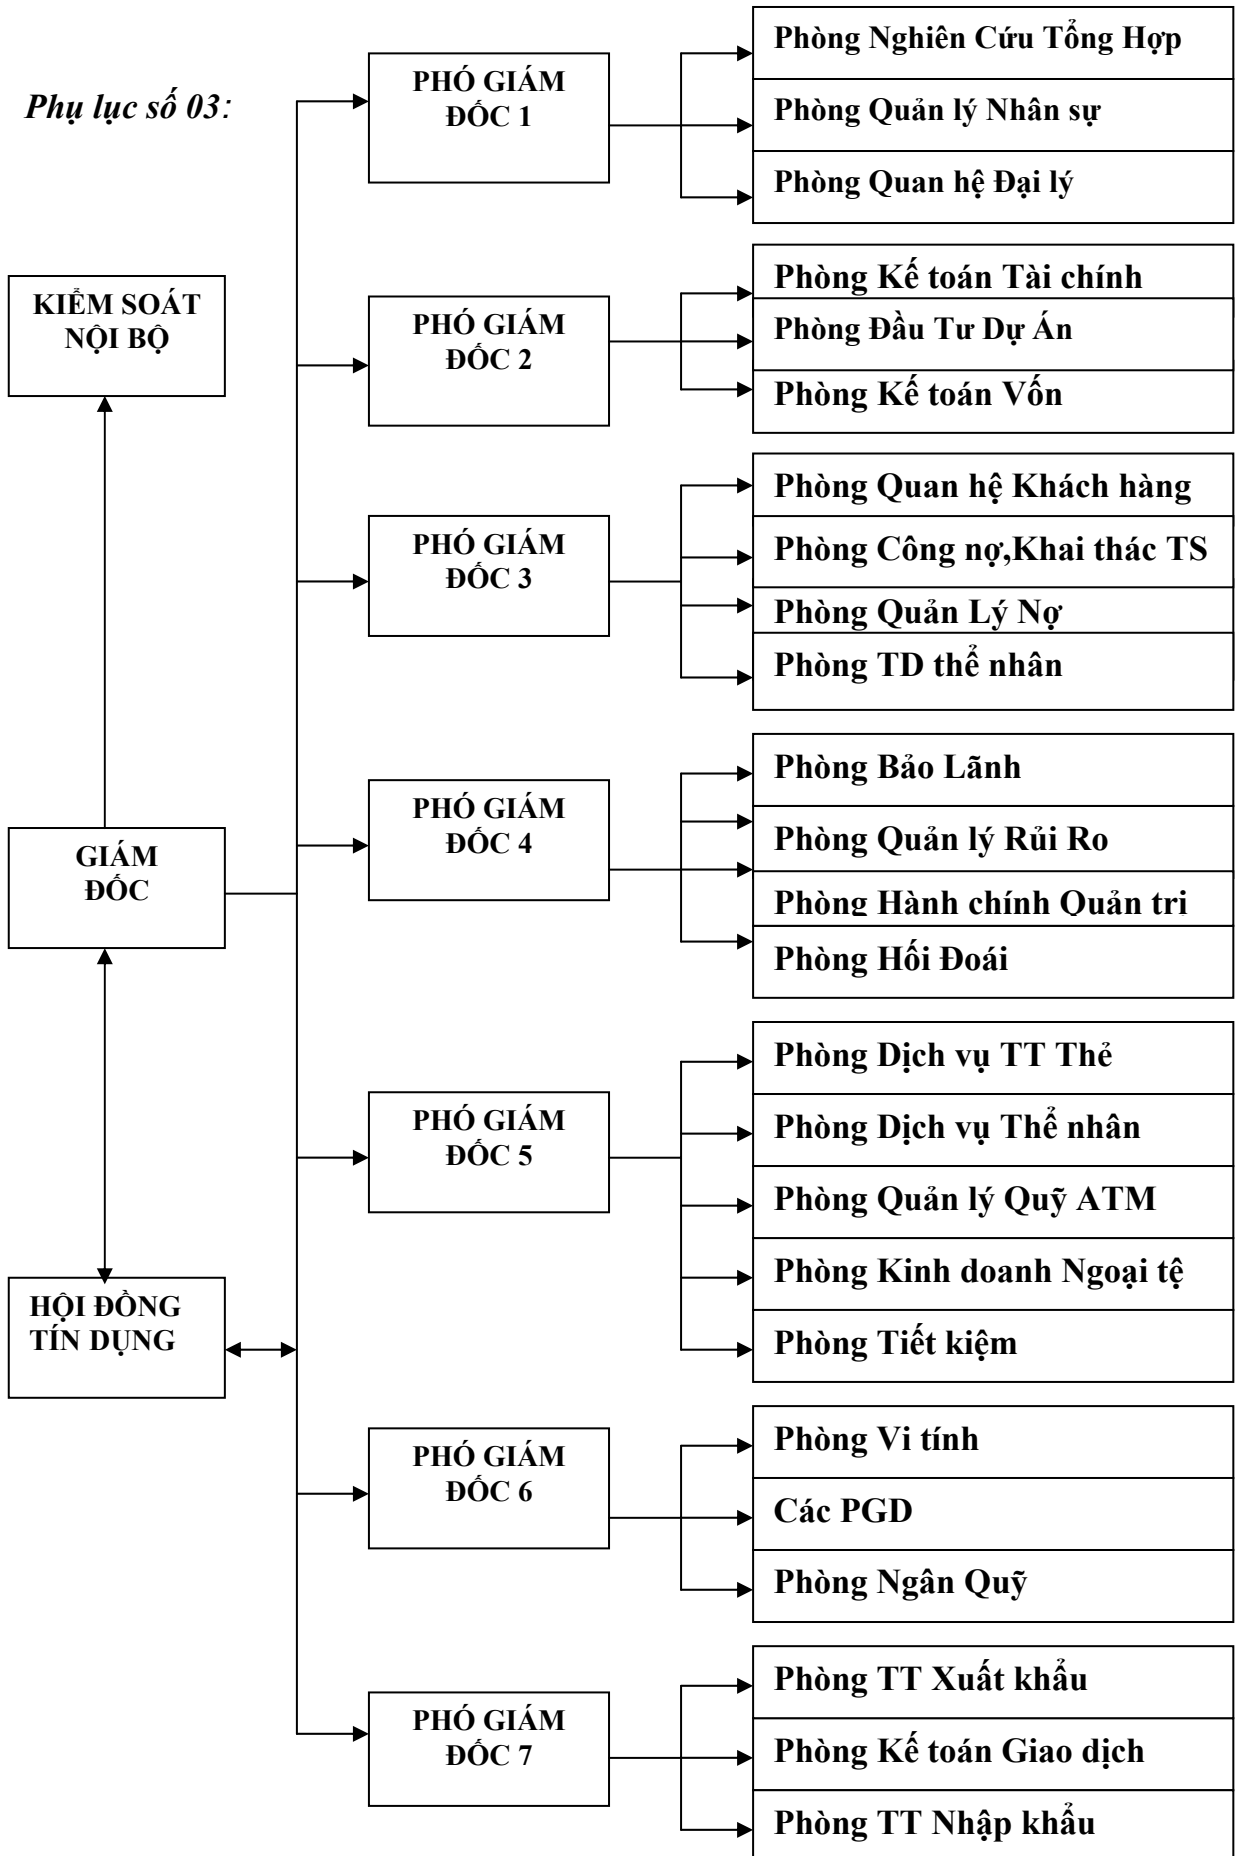 Phụ lục số 03:
KIỂM SOÁT
NỘI BỘ
GIÁM
ĐỐC
HỘI ĐỒNG
TÍN DỤNG
PHÓ GIÁM
ĐỐC 1
Phòng Nghiên Cứu Tổng Hợp
Phòng Quản lý Nhân sự
Phòng Quan hệ Đại lý
PHÓ GIÁM
ĐỐC 2
Phòng Kế toán Tài chính
Phòng Đầu Tư Dự Án
Phòng Kế toán Vốn
PHÓ GIÁM
ĐỐC 3
Phòng Quan hệ Khách hàng
Phòng Công nợ,Khai thác TS
Phòng Quản Lý Nợ
Phòng TD thể nhân
PHÓ GIÁM
ĐỐC 4
Phòng Bảo Lãnh
Phòng Quản lý Rủi Ro
Phòng Hành chính Quản trị
Phòng Hối Đoái
PHÓ GIÁM
ĐỐC 5
Phòng Dịch vụ TT Thẻ
Phòng Dịch vụ Thể nhân
Phòng Quản lý Quỹ ATM
Phòng Kinh doanh Ngoại tệ
Phòng Tiết kiệm
PHÓ GIÁM
ĐỐC 6
Phòng Vi tính
Các PGD
Phòng Ngân Quỹ
PHÓ GIÁM
ĐỐC 7
Phòng TT Xuất khẩu
Phòng Kế toán Giao dịch
Phòng TT Nhập khẩu